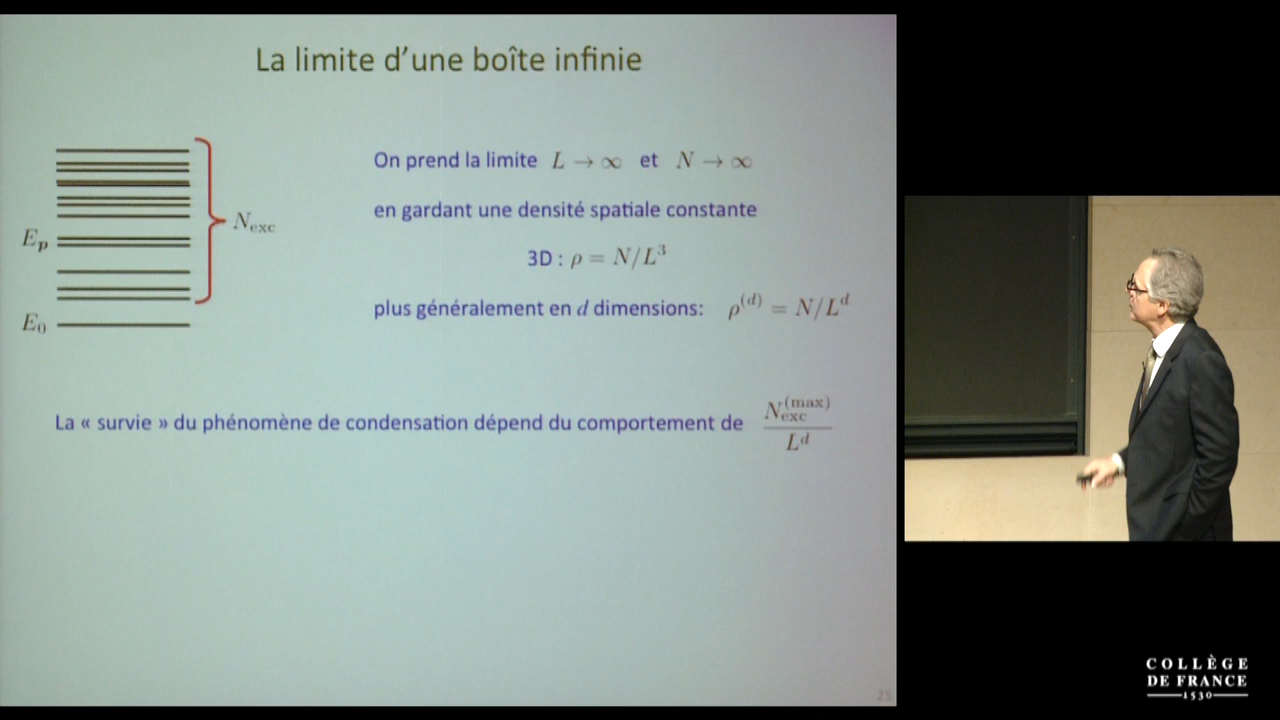 La limite d'une boîte infinie
On prend la limite L → ∞ et N → ∞
en gardant une densité spatiale constante
3D : ρ = N/L³
plus généralement en d dimensions: ρ^(d) = N/L^d
N_exc
E_p
E_0
La « survie » du phénomène de condensation dépend du comportement de N_exc^(max) / L^d
25
COLLÈGE
DE FRANCE
1530